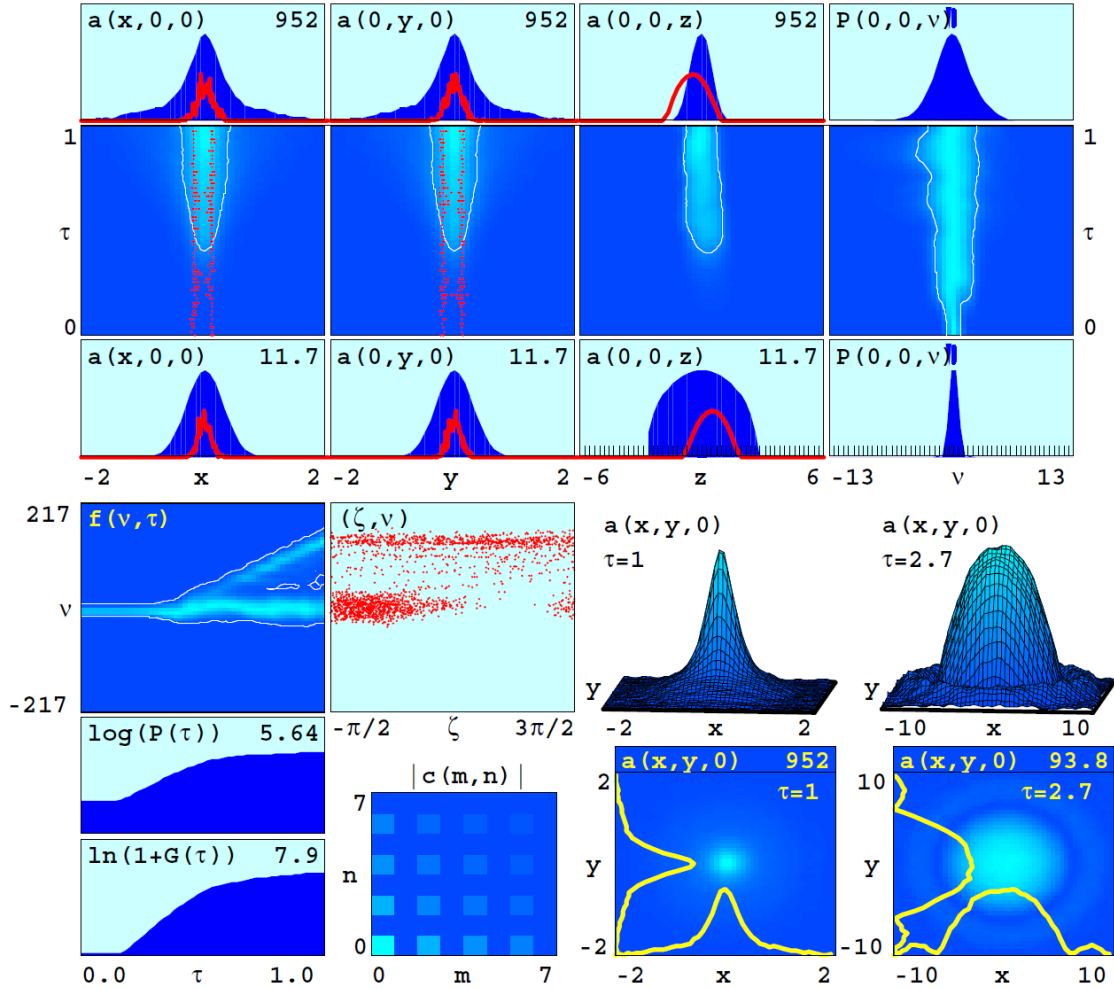 a(x,0,0) 952
a(0,y,0) 952
a(0,0,z) 952
P(0,0,ν)
1
τ
0
1
τ
0
a(x,0,0) 11.7
a(0,y,0) 11.7
a(0,0,z) 11.7
P(0,0,ν)
-2 x 2
-2 y 2
-6 z 6
-13 ν 13
217
ν
-217
f(ν,τ)
(ζ,ν)
-π/2 ζ 3π/2
a(x,y,0)
τ=1
y
-2 x 2
a(x,y,0)
τ=2.7
y
-10 x 10
log(P(τ)) 5.64
ln(1+G(τ)) 7.9
0.0 τ 1.0
|c(m,n)|
7
n
0
0 m 7
a(x,y,0) 952
τ=1
2
y
-2
-2 x 2
a(x,y,0) 93.8
τ=2.7
10
y
-10
-10 x 10